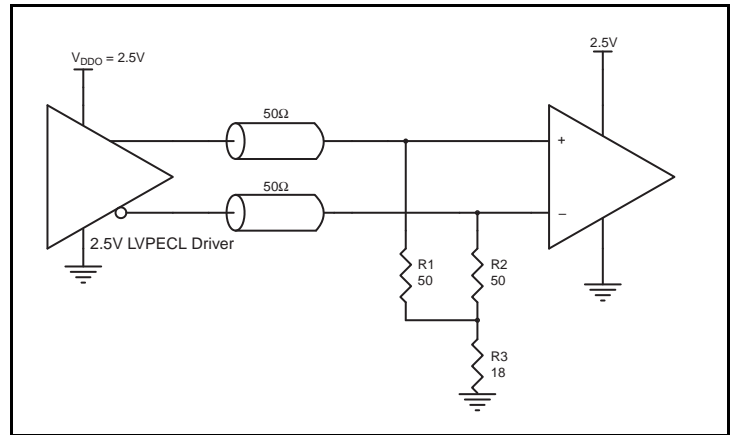 V_DDO = 2.5V
2.5V
50Ω
+
50Ω
–
2.5V LVPECL Driver
R1
50
R2
50
R3
18